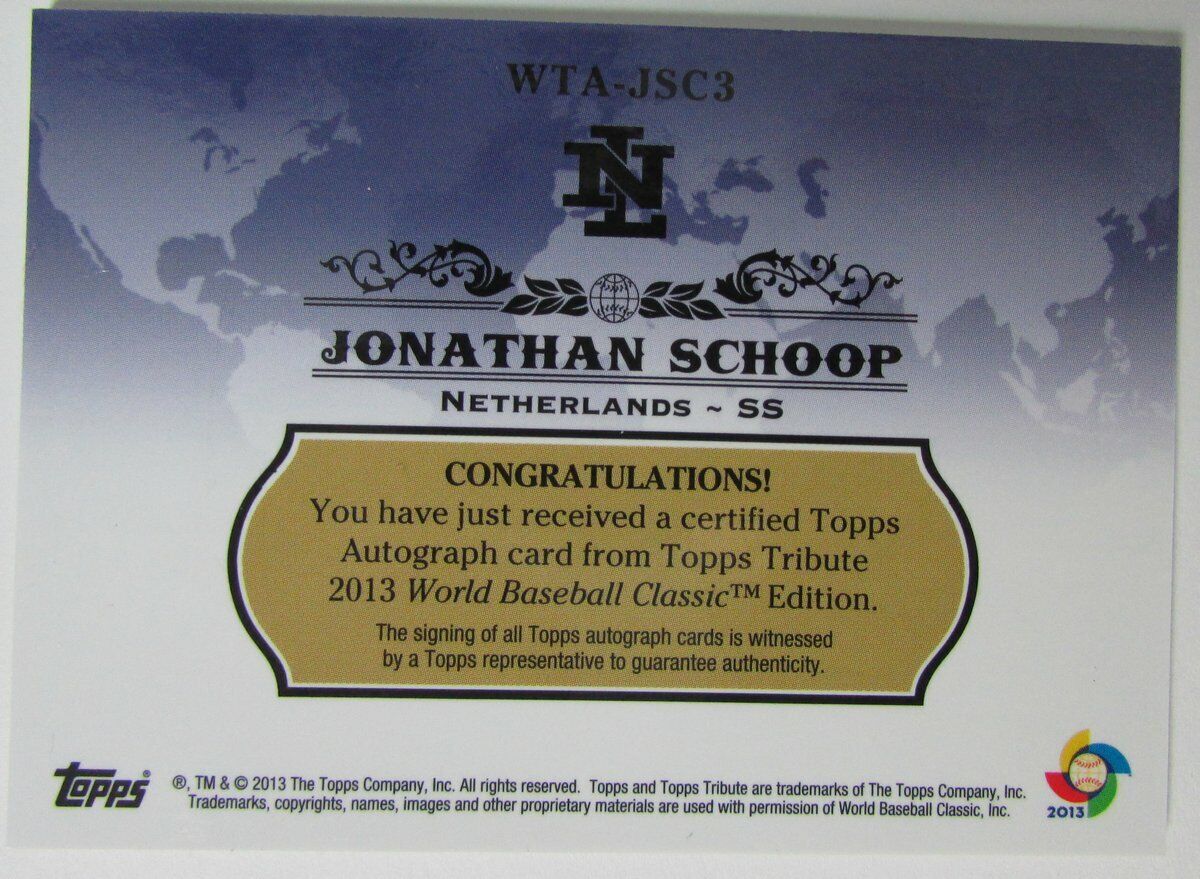 WTA-JSC3
NL
JONATHAN SCHOOP
NETHERLANDS ~ SS
CONGRATULATIONS!
You have just received a certified Topps
Autograph card from Topps Tribute
2013 World Baseball Classic™ Edition.
The signing of all Topps autograph cards is witnessed
by a Topps representative to guarantee authenticity.
Topps®
®, TM & © 2013 The Topps Company, Inc. All rights reserved. Topps and Topps Tribute are trademarks of The Topps Company, Inc.
Trademarks, copyrights, names, images and other proprietary materials are used with permission of World Baseball Classic, Inc.
2013